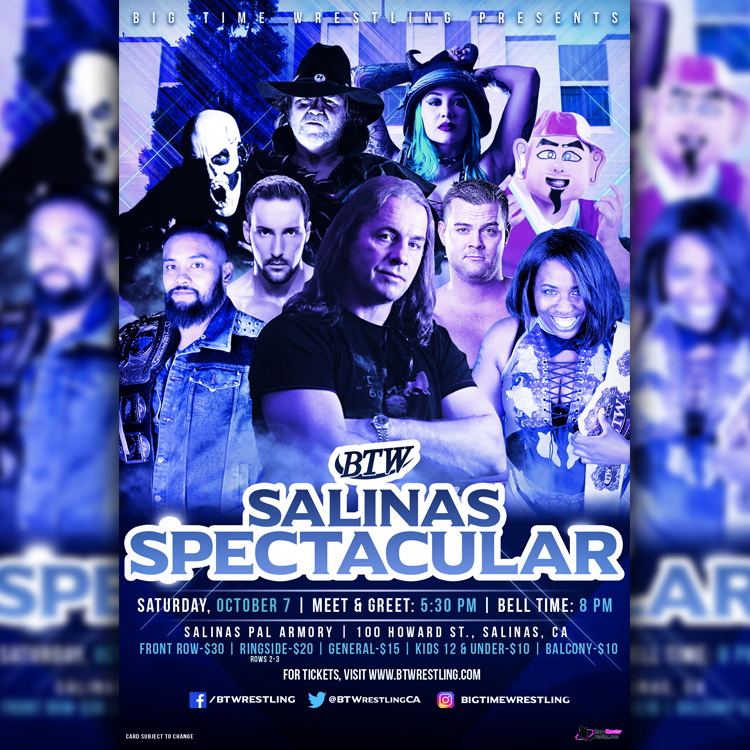 BIG TIME WRESTLING PRESENTS
BTW
SALINAS
SPECTACULAR
SATURDAY, OCTOBER 7 | MEET & GREET: 5:30 PM | BELL TIME: 8 PM
SALINAS PAL ARMORY | 100 HOWARD ST., SALINAS, CA
FRONT ROW-$30 | RINGSIDE-$20 | GENERAL-$15 | KIDS 12 & UNDER-$10 | BALCONY-$10
ROWS 2-3
FOR TICKETS, VISIT WWW.BTWRESTLING.COM
/BTWRESTLING @BTWRESTLINGCA BIGTIMEWRESTLING
CARD SUBJECT TO CHANGE